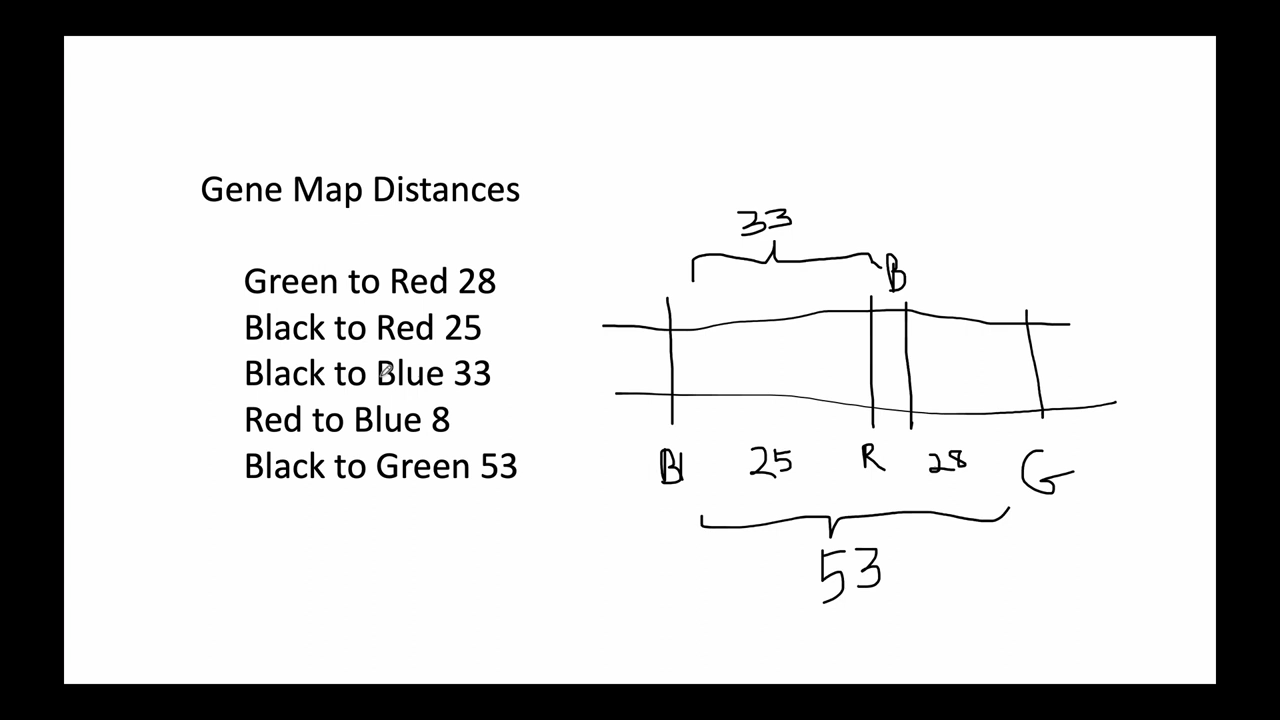 Gene Map Distances
Green to Red 28
Black to Red 25
Black to Blue 33
Red to Blue 8
Black to Green 53
33
B
Bl 25 R 28 G
53